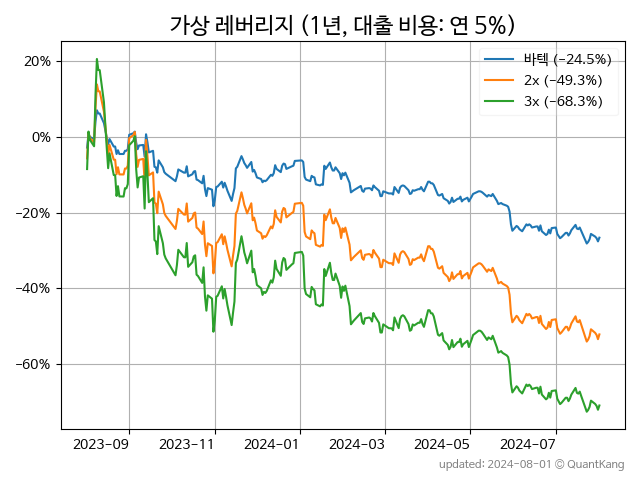 가상 레버리지 (1년, 대출 비용: 연 5%)
바텍 (−24.5%)
2x (−49.3%)
3x (−68.3%)
20%
0%
−20%
−40%
−60%
2023-09
2023-11
2024-01
2024-03
2024-05
2024-07
updated: 2024-08-01 © QuantKang